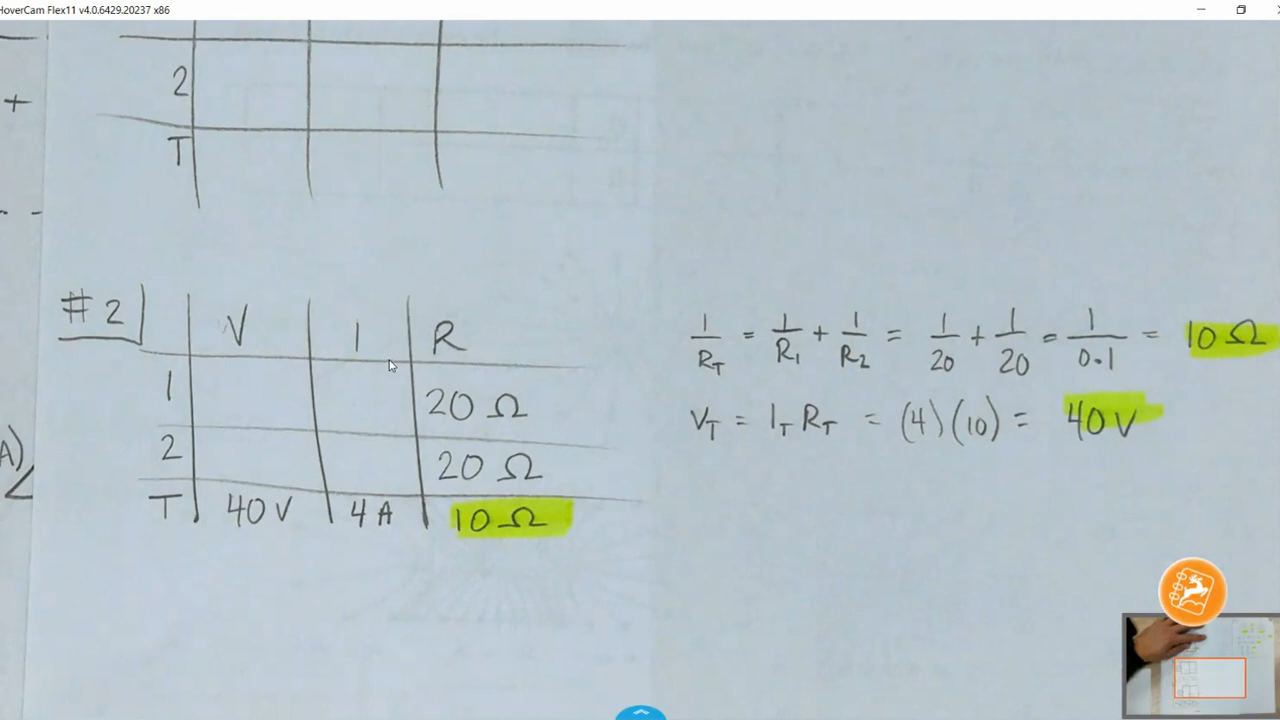 HoverCam Flex11 v4.0.6429.20237 x86
+
2
T
#2
V I R
1 20 Ω
2 20 Ω
T 40 V 4 A 10 Ω
1/R_T = 1/R_1 + 1/R_2 = 1/20 + 1/20 = 1/0.1 = 10 Ω
V_T = I_T R_T = (4)(10) = 40 V
A)